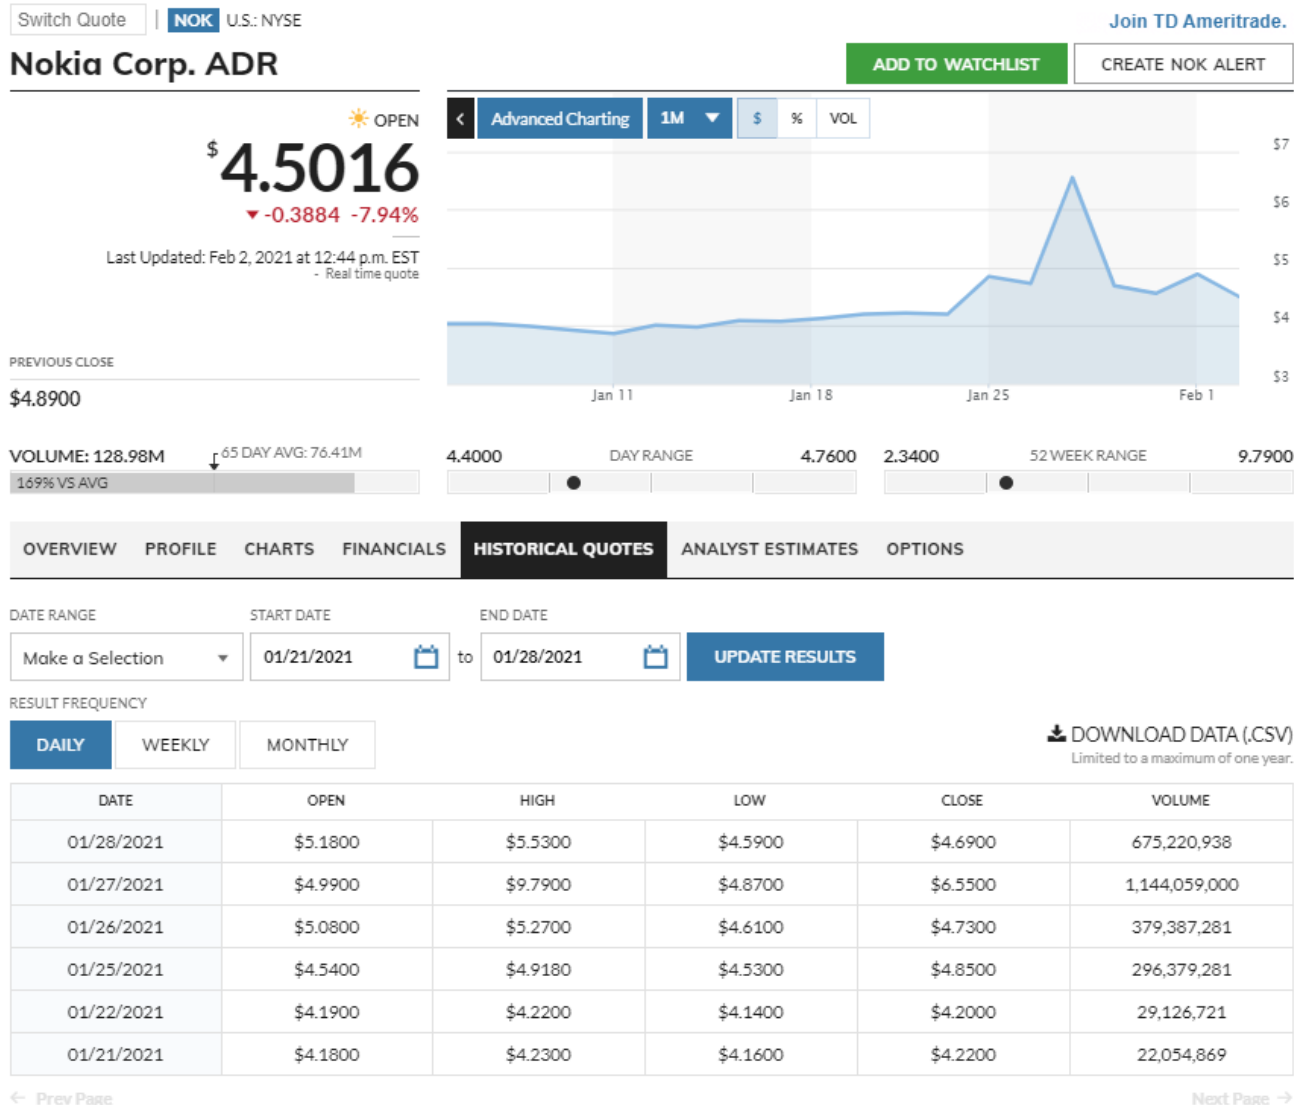 Switch Quote | NOK U.S.: NYSE Join TD Ameritrade.
Nokia Corp. ADR ADD TO WATCHLIST CREATE NOK ALERT
OPEN
$4.5016
-0.3884 -7.94%
Last Updated: Feb 2, 2021 at 12:44 p.m. EST
- Real time quote
PREVIOUS CLOSE
$4.8900
Advanced Charting 1M $ % VOL
$7
$6
$5
$4
$3
Jan 11 Jan 18 Jan 25 Feb 1
VOLUME: 128.98M 65 DAY AVG: 76.41M
169% VS AVG
4.4000 DAY RANGE 4.7600
2.3400 52 WEEK RANGE 9.7900
OVERVIEW PROFILE CHARTS FINANCIALS HISTORICAL QUOTES ANALYST ESTIMATES OPTIONS
DATE RANGE START DATE END DATE
Make a Selection 01/21/2021 to 01/28/2021 UPDATE RESULTS
RESULT FREQUENCY
DAILY WEEKLY MONTHLY
DOWNLOAD DATA (.CSV)
Limited to a maximum of one year.
DATE OPEN HIGH LOW CLOSE VOLUME
01/28/2021 $5.1800 $5.5300 $4.5900 $4.6900 675,220,938
01/27/2021 $4.9900 $9.7900 $4.8700 $6.5500 1,144,059,000
01/26/2021 $5.0800 $5.2700 $4.6100 $4.7300 379,387,281
01/25/2021 $4.5400 $4.9180 $4.5300 $4.8500 296,379,281
01/22/2021 $4.1900 $4.2200 $4.1400 $4.2000 29,126,721
01/21/2021 $4.1800 $4.2300 $4.1600 $4.2200 22,054,869
← Prev Page Next Page →